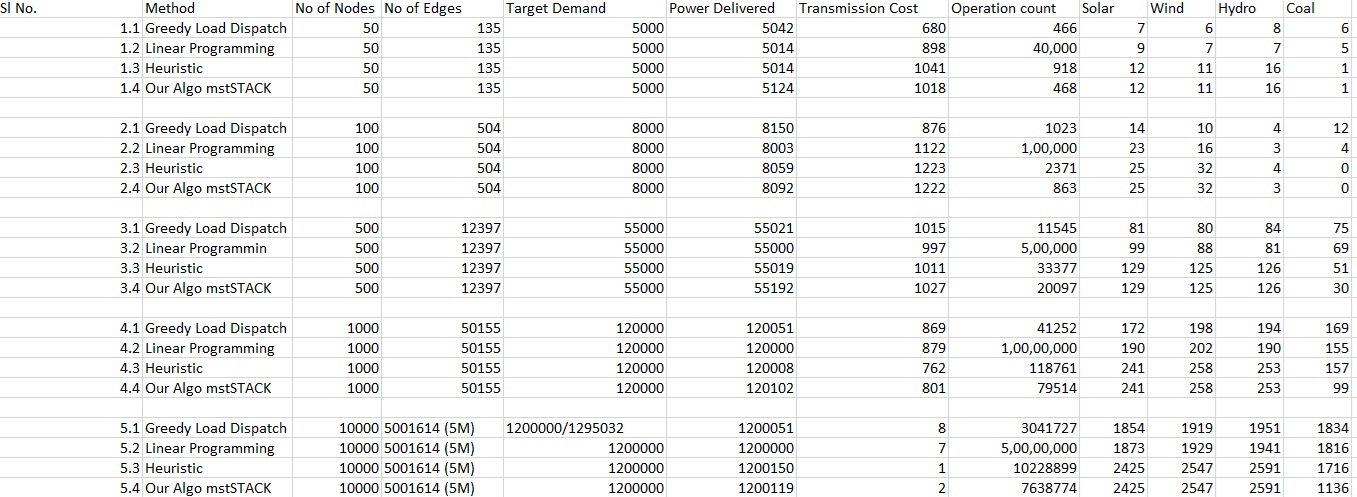 Sl No. Method No of Nodes No of Edges Target Demand Power Delivered Transmission Cost Operation count Solar Wind Hydro Coal
1.1 Greedy Load Dispatch 50 135 5000 5042 680 466 7 6 8 6
1.2 Linear Programming 50 135 5000 5014 898 40,000 9 7 7 5
1.3 Heuristic 50 135 5000 5014 1041 918 12 11 16 1
1.4 Our Algo mstSTACK 50 135 5000 5124 1018 468 12 11 16 1
2.1 Greedy Load Dispatch 100 504 8000 8150 876 1023 14 10 4 12
2.2 Linear Programming 100 504 8000 8003 1122 1,00,000 23 16 3 4
2.3 Heuristic 100 504 8000 8059 1223 2371 25 32 4 0
2.4 Our Algo mstSTACK 100 504 8000 8092 1222 863 25 32 3 0
3.1 Greedy Load Dispatch 500 12397 55000 55021 1015 11545 81 80 84 75
3.2 Linear Programmin 500 12397 55000 55000 997 5,00,000 99 88 81 69
3.3 Heuristic 500 12397 55000 55019 1011 33377 129 125 126 51
3.4 Our Algo mstSTACK 500 12397 55000 55192 1027 20097 129 125 126 30
4.1 Greedy Load Dispatch 1000 50155 120000 120051 869 41252 172 198 194 169
4.2 Linear Programming 1000 50155 120000 120000 879 1,00,00,000 190 202 190 155
4.3 Heuristic 1000 50155 120000 120008 762 118761 241 258 253 157
4.4 Our Algo mstSTACK 1000 50155 120000 120102 801 79514 241 258 253 99
5.1 Greedy Load Dispatch 10000 5001614 (5M) 1200000/1295032 1200051 8 3041727 1854 1919 1951 1834
5.2 Linear Programming 10000 5001614 (5M) 1200000 1200000 7 5,00,00,000 1873 1929 1941 1816
5.3 Heuristic 10000 5001614 (5M) 1200000 1200150 1 10228899 2425 2547 2591 1716
5.4 Our Algo mstSTACK 10000 5001614 (5M) 1200000 1200119 2 7638774 2425 2547 2591 1136